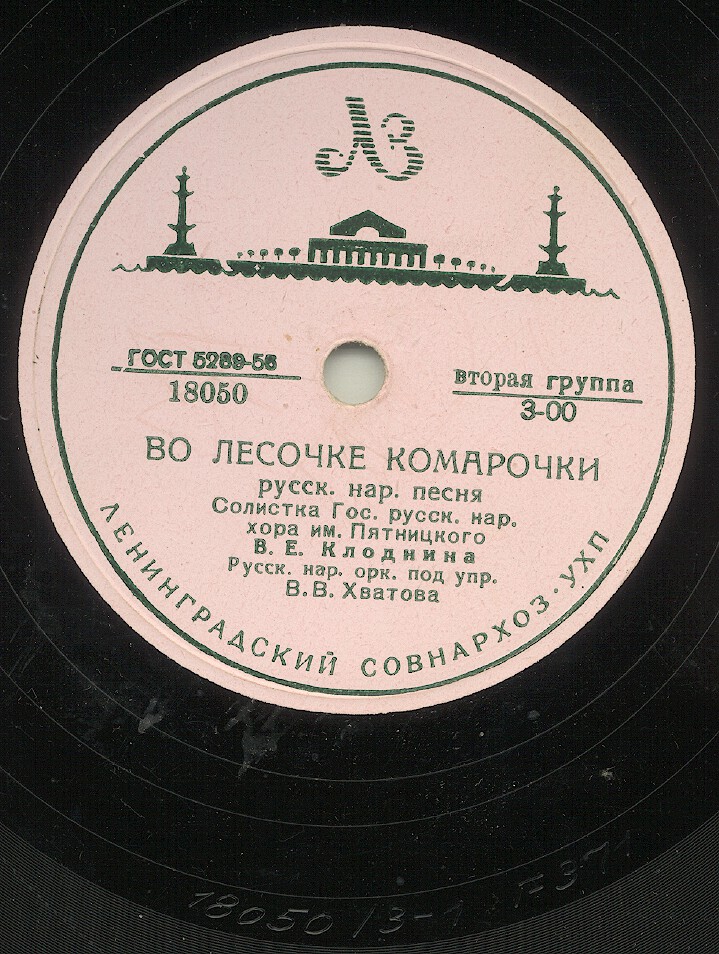 ЛЗ
ГОСТ 5289-56
18050
вторая группа
3-00
ВО ЛЕСОЧКЕ КОМАРОЧКИ
русск. нар. песня
Солистка Гос. русск. нар.
хора им. Пятницкого
В. Е. Клоднина
Русск. нар. орк. под упр.
В.В. Хватова
ЛЕНИНГРАДСКИЙ СОВНАРХОЗ · УХП
18050/3-1